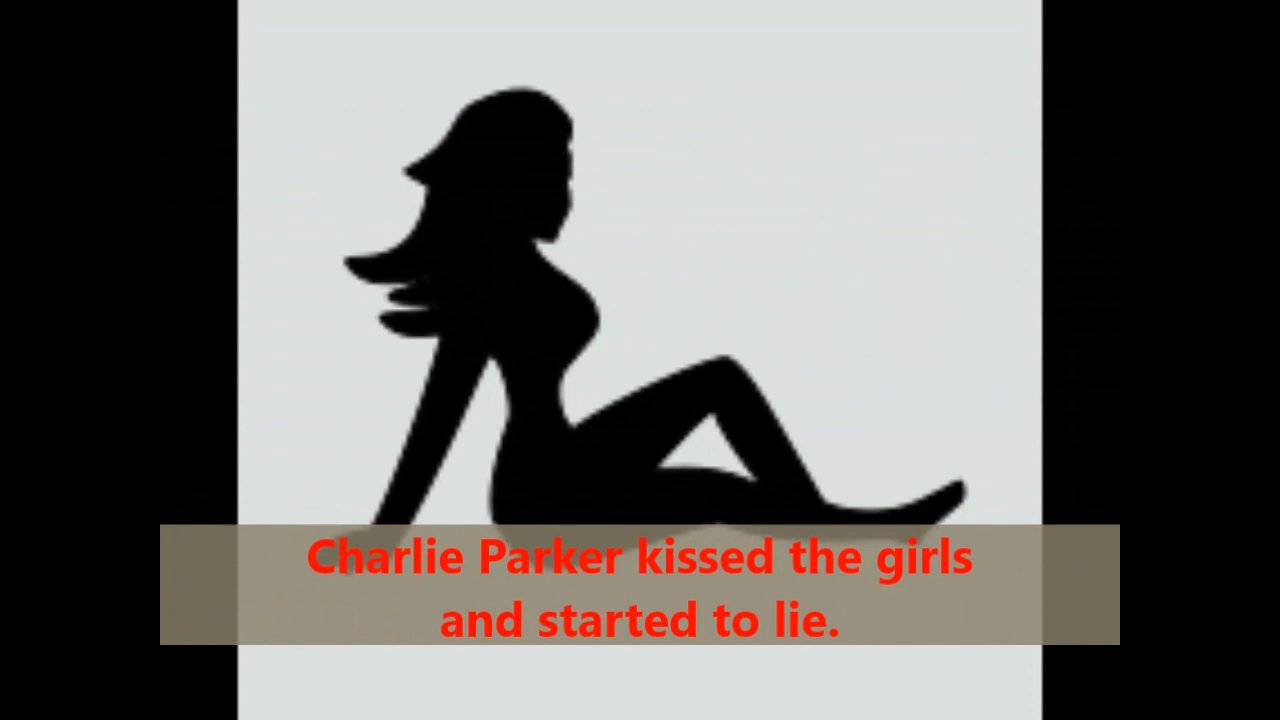 Charlie Parker kissed the girls
and started to lie.